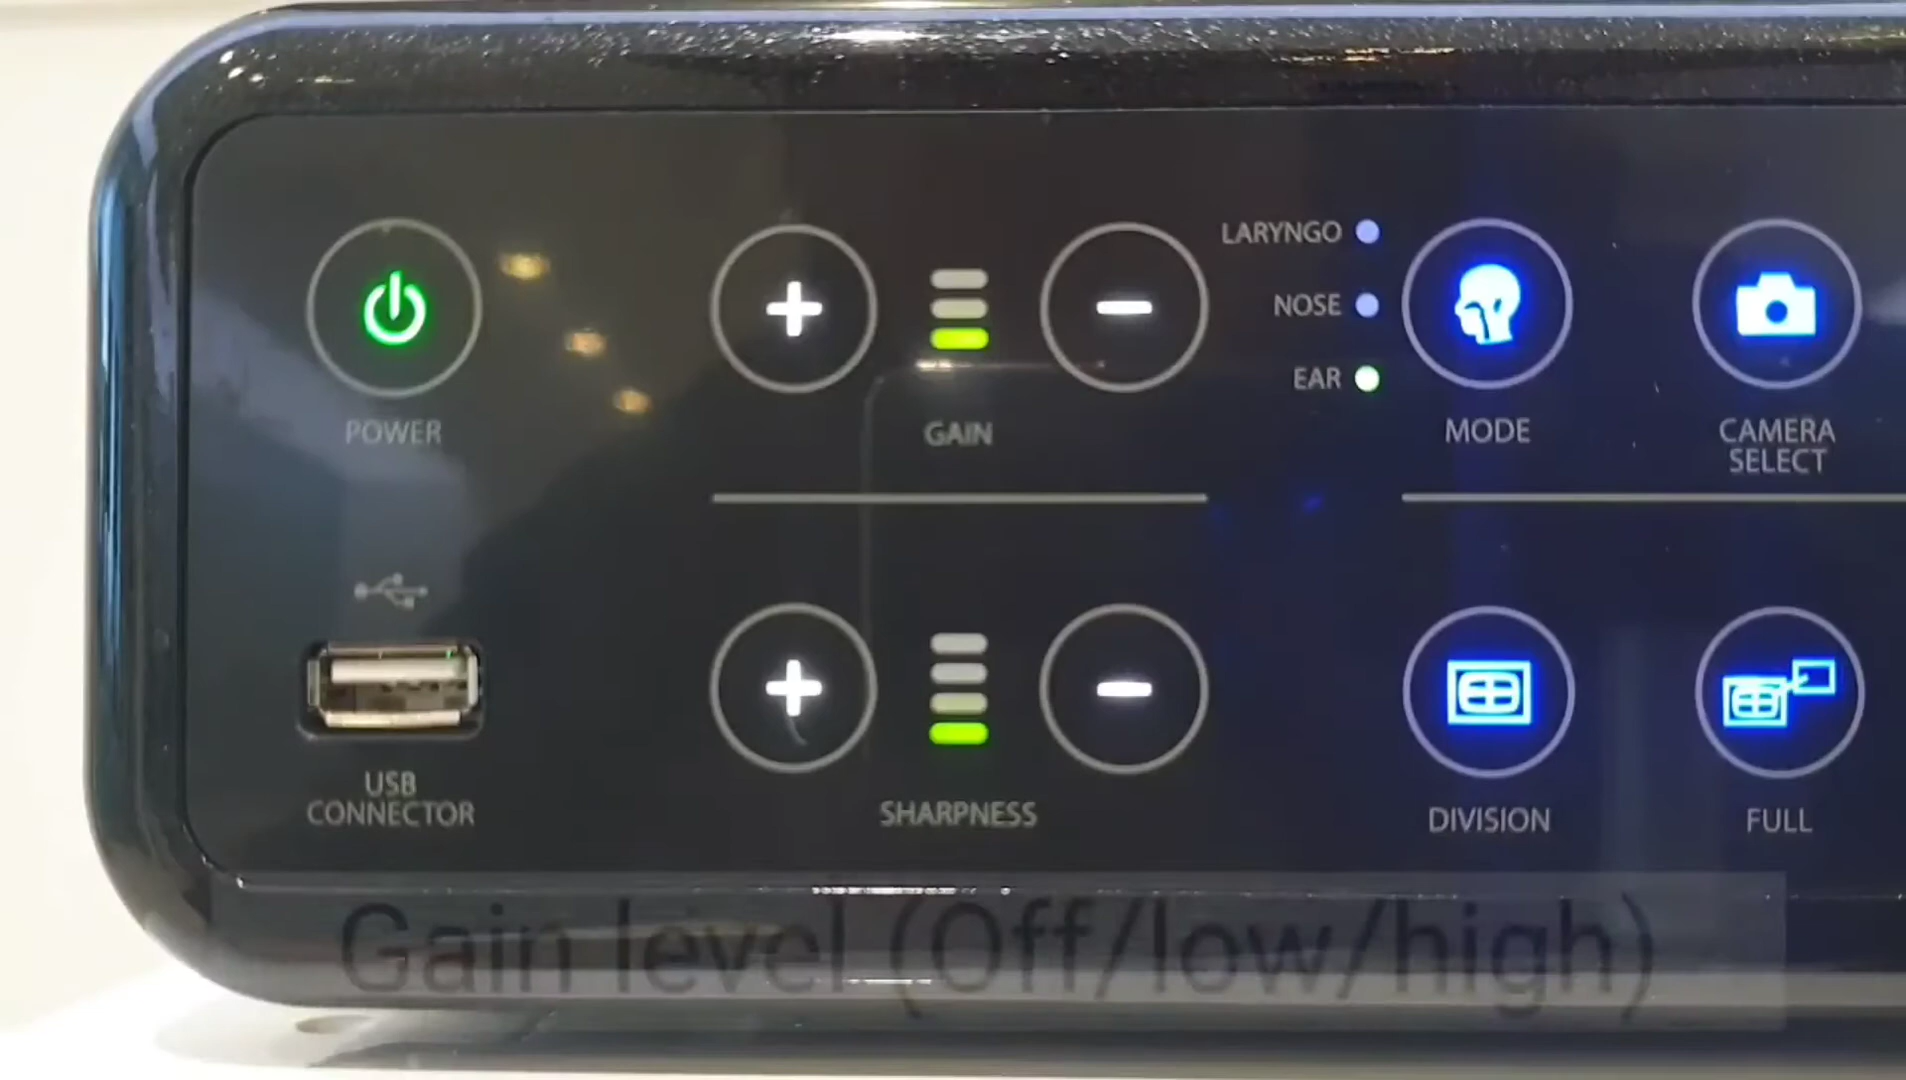 LARYNGO
NOSE
EAR
POWER
GAIN
MODE
CAMERA
SELECT
USB
CONNECTOR
SHARPNESS
DIVISION
FULL
Gain level (Off/low/high)